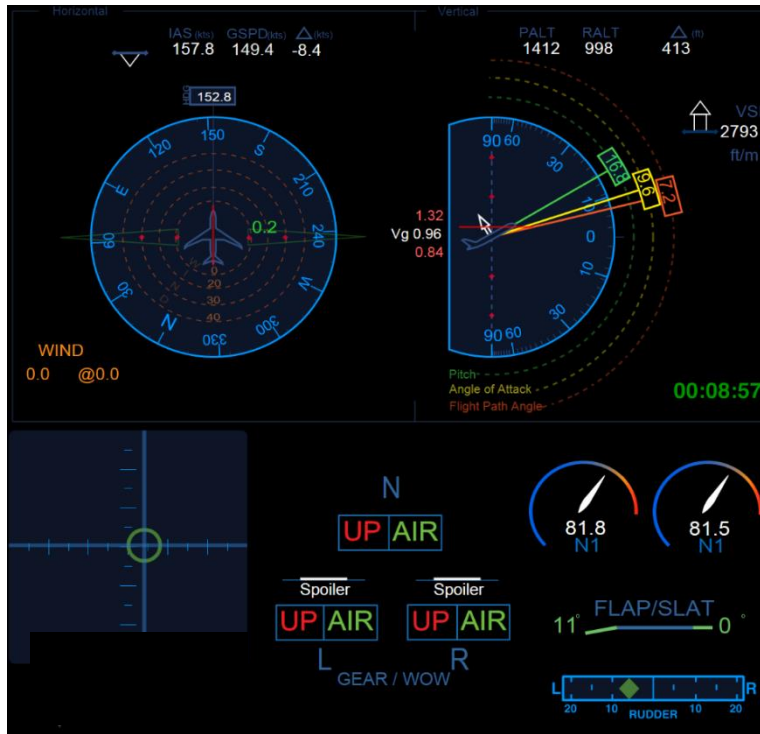 Horizontal
Vertical
IAS (kts) GSPD(kts) △(kts)
157.8 149.4 -8.4
PALT RALT △ (ft)
1412 998 413
HDG 152.8
VS
2793
ft/m
120 150 S
E 210
60 0.2 240
30 W
N 330 300
0
20
30
40
W I N D
90 60
30
16.8
9.6
7.2
10
1.32
Vg 0.96
0.84
0
10
30
90 60
WIND
0.0 @0.0
Pitch
Angle of Attack
Flight Path Angle
00:08:57
N
UP AIR
Spoiler Spoiler
UP AIR UP AIR
L R
GEAR / WOW
81.8 81.5
N1 N1
FLAP/SLAT
11° 0 °
L R
20 10 10 20
RUDDER